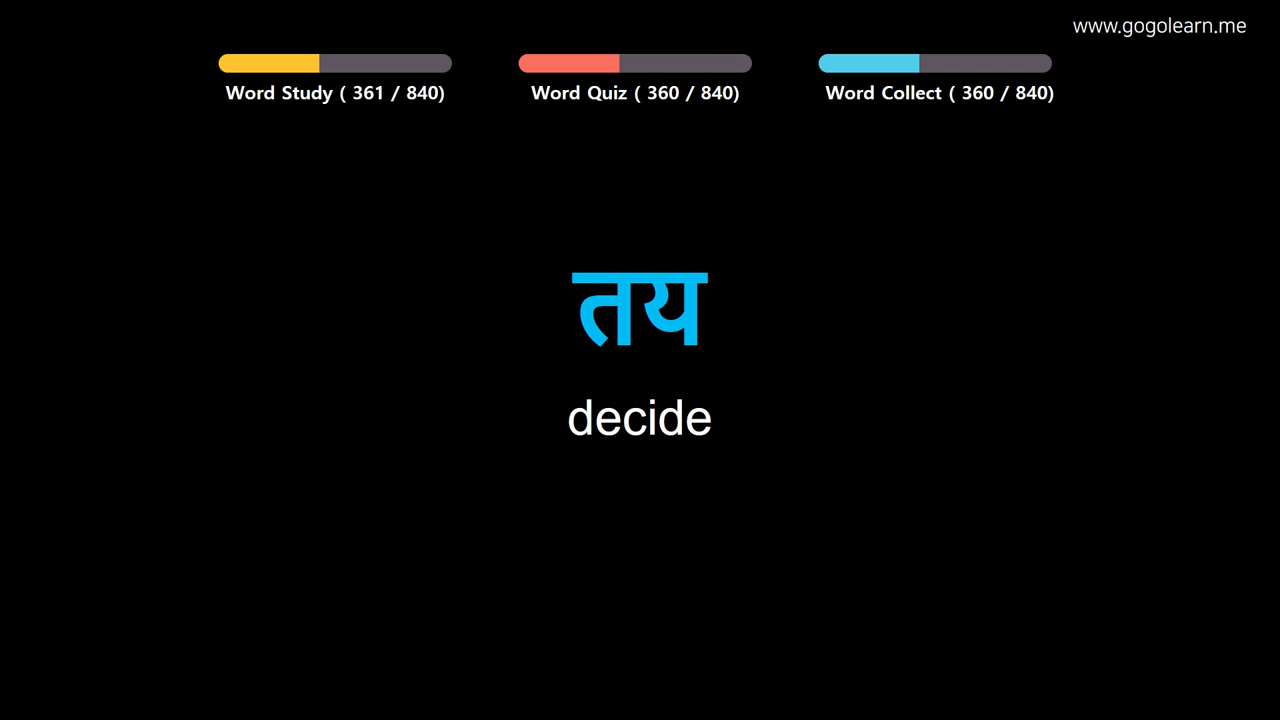 www.gogolearn.me
Word Study ( 361 / 840)
Word Quiz ( 360 / 840)
Word Collect ( 360 / 840)
तय
decide